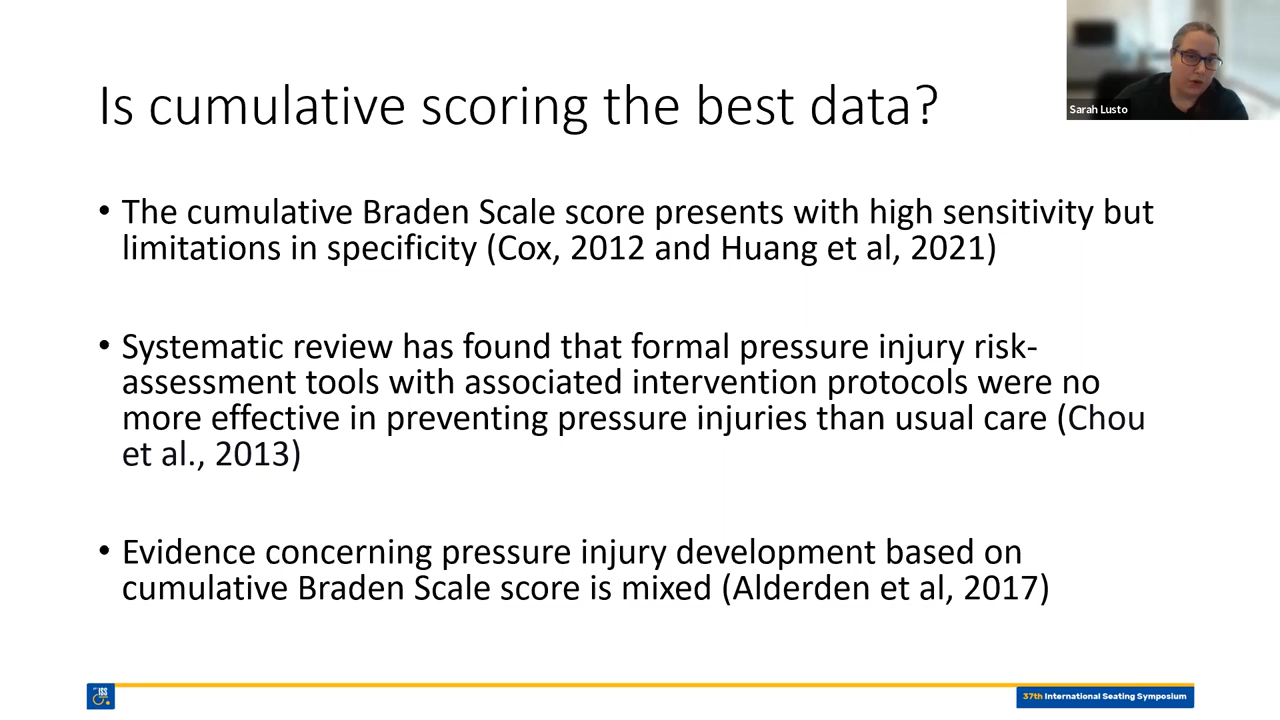 Sarah Lusto
Is cumulative scoring the best data?
• The cumulative Braden Scale score presents with high sensitivity but
limitations in specificity (Cox, 2012 and Huang et al, 2021)
• Systematic review has found that formal pressure injury risk-
assessment tools with associated intervention protocols were no
more effective in preventing pressure injuries than usual care (Chou
et al., 2013)
• Evidence concerning pressure injury development based on
cumulative Braden Scale score is mixed (Alderden et al, 2017)
ISS
37th International Seating Symposium